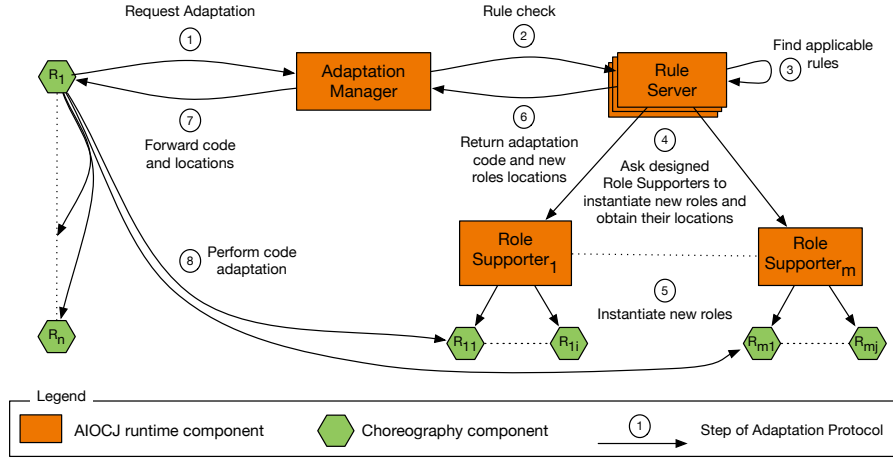 Request Adaptation
1
Rule check
2
R1
Adaptation
Manager
Rule
Server
Find applicable
3
rules
7
Forward code
and locations
6
Return adaptation
code and new
roles locations
4
Ask designed
Role Supporters to
instantiate new roles and
obtain their locations
8
Perform code
adaptation
Role
Supporter1
Role
Supporterm
5
Instantiate new roles
Rn
R11
R1i
Rm1
Rmj
Legend
AIOCJ runtime component
Choreography component
1
Step of Adaptation Protocol